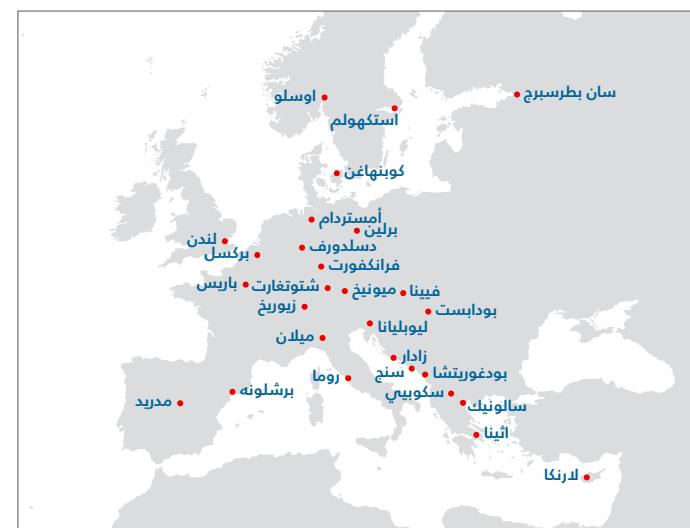 سان بطرسبرج
اوسلو
استكهولم
كوبنهاغن
أمستردام
برلين
لندن
دسلدورف
بركسل
فرانكفورت
باريس
شتوتغارت
ميونيخ
فيينا
زيوريخ
بودابست
ليوبليانا
ميلان
زادار
سنج
بودغوريتشا
روما
برشلونه
سكوبيي
مدريد
سالونيك
اثينا
لارنكا